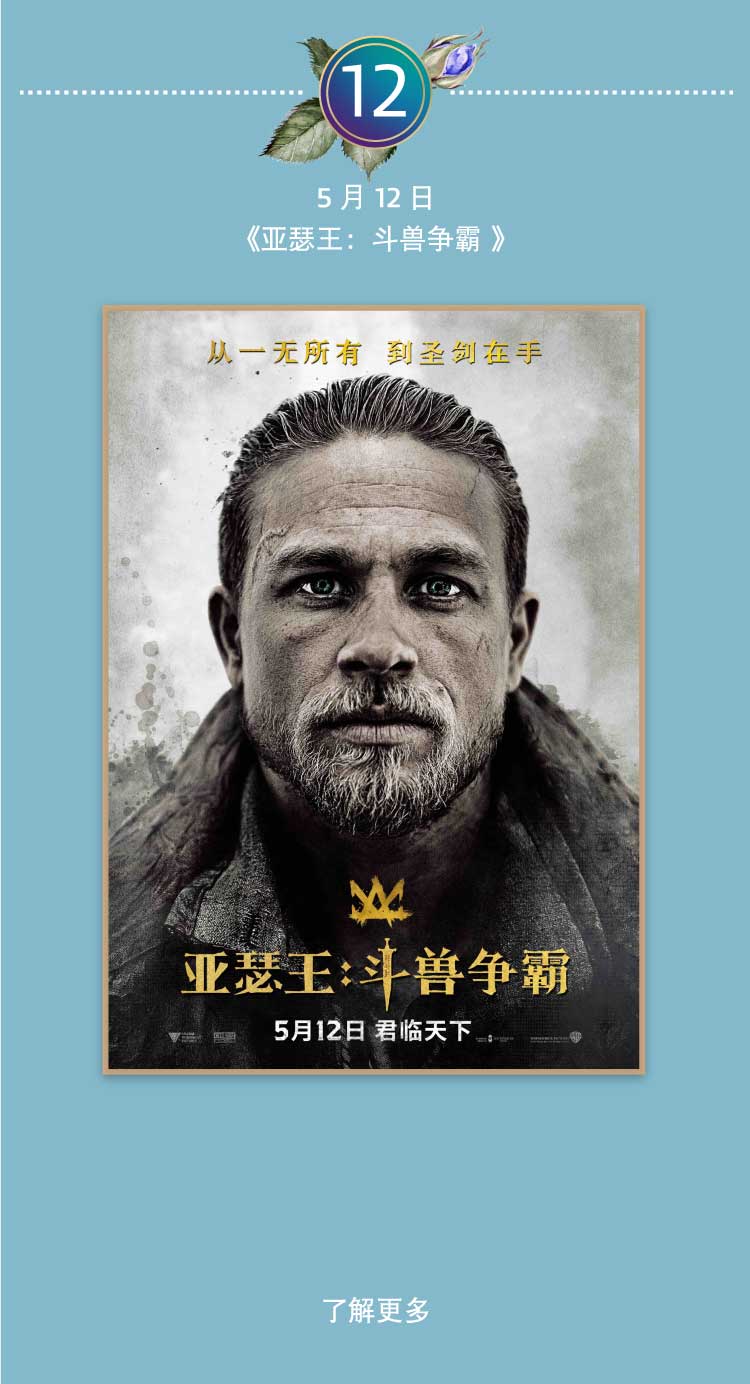 12
5 月 12 日
《亚瑟王：斗兽争霸 》
从一无所有 到圣剑在手
亚瑟王:斗兽争霸
5月12日 君临天下
了解更多